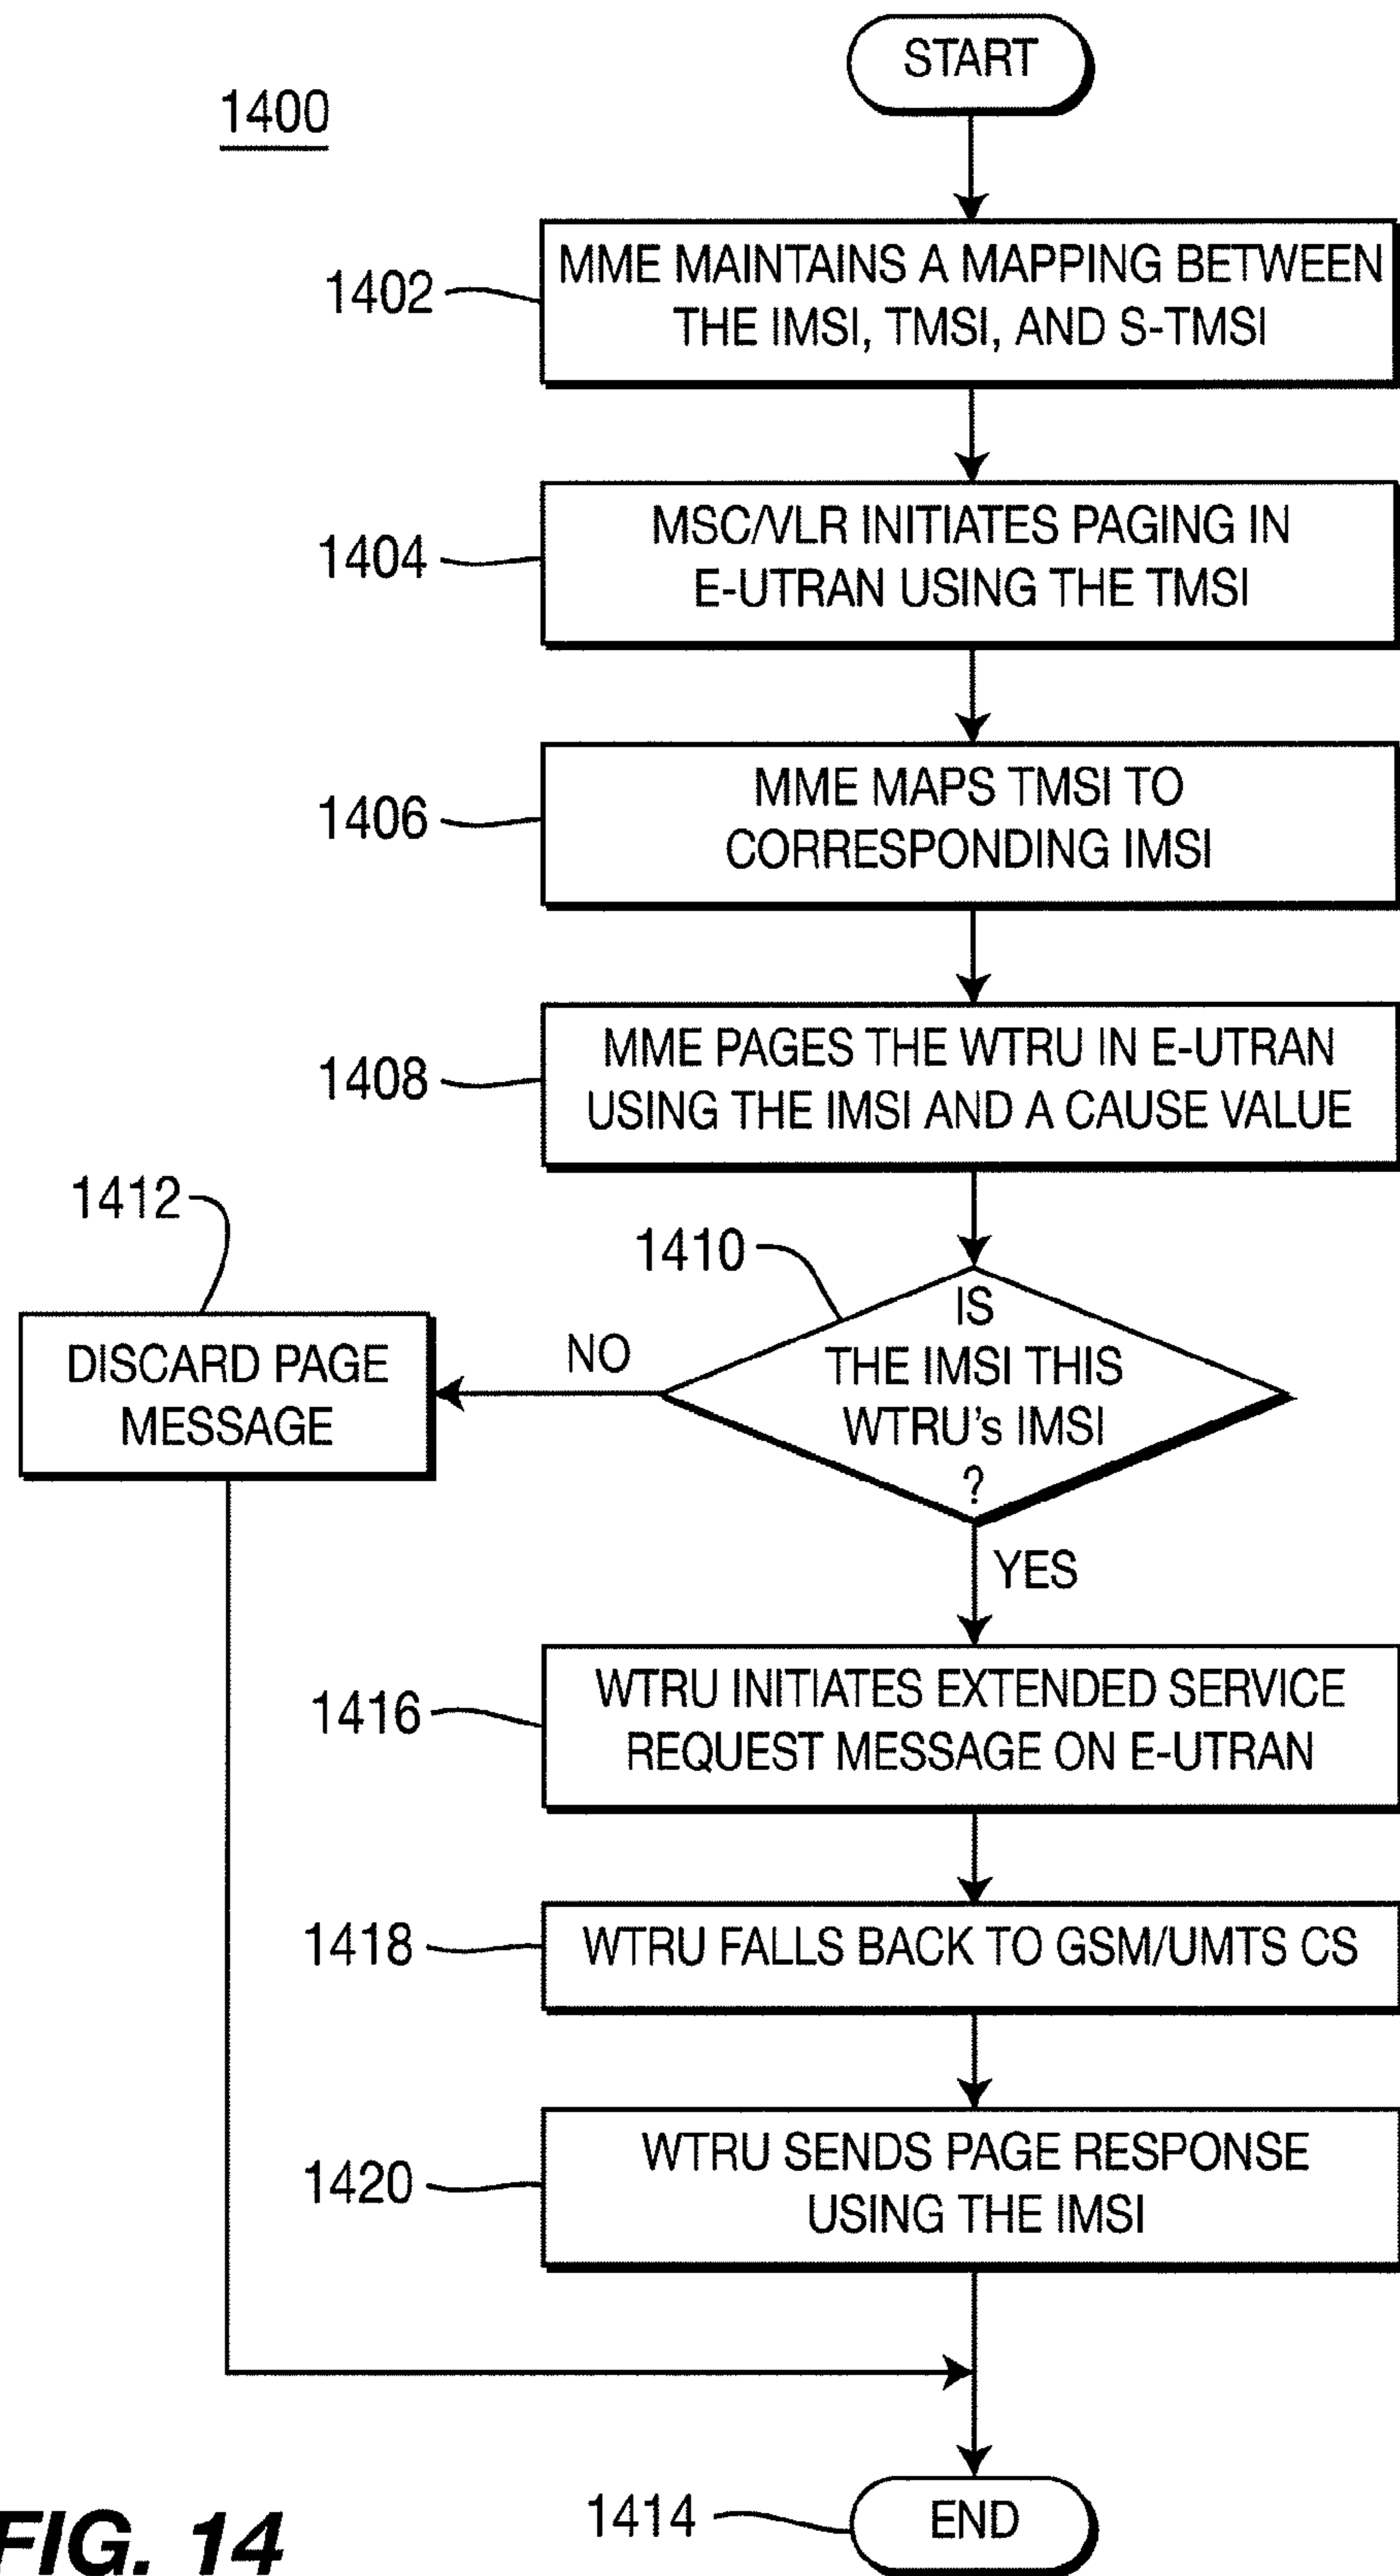 START
1400
1402
MME MAINTAINS A MAPPING BETWEEN
THE IMSI, TMSI, AND S-TMSI
1404
MSC/VLR INITIATES PAGING IN
E-UTRAN USING THE TMSI
1406
MME MAPS TMSI TO
CORRESPONDING IMSI
1408
MME PAGES THE WTRU IN E-UTRAN
USING THE IMSI AND A CAUSE VALUE
1412
1410
DISCARD PAGE
MESSAGE
NO
IS
THE IMSI THIS
WTRU's IMSI
?
YES
1416
WTRU INITIATES EXTENDED SERVICE
REQUEST MESSAGE ON E-UTRAN
1418
WTRU FALLS BACK TO GSM/UMTS CS
1420
WTRU SENDS PAGE RESPONSE
USING THE IMSI
1414
END
FIG. 14